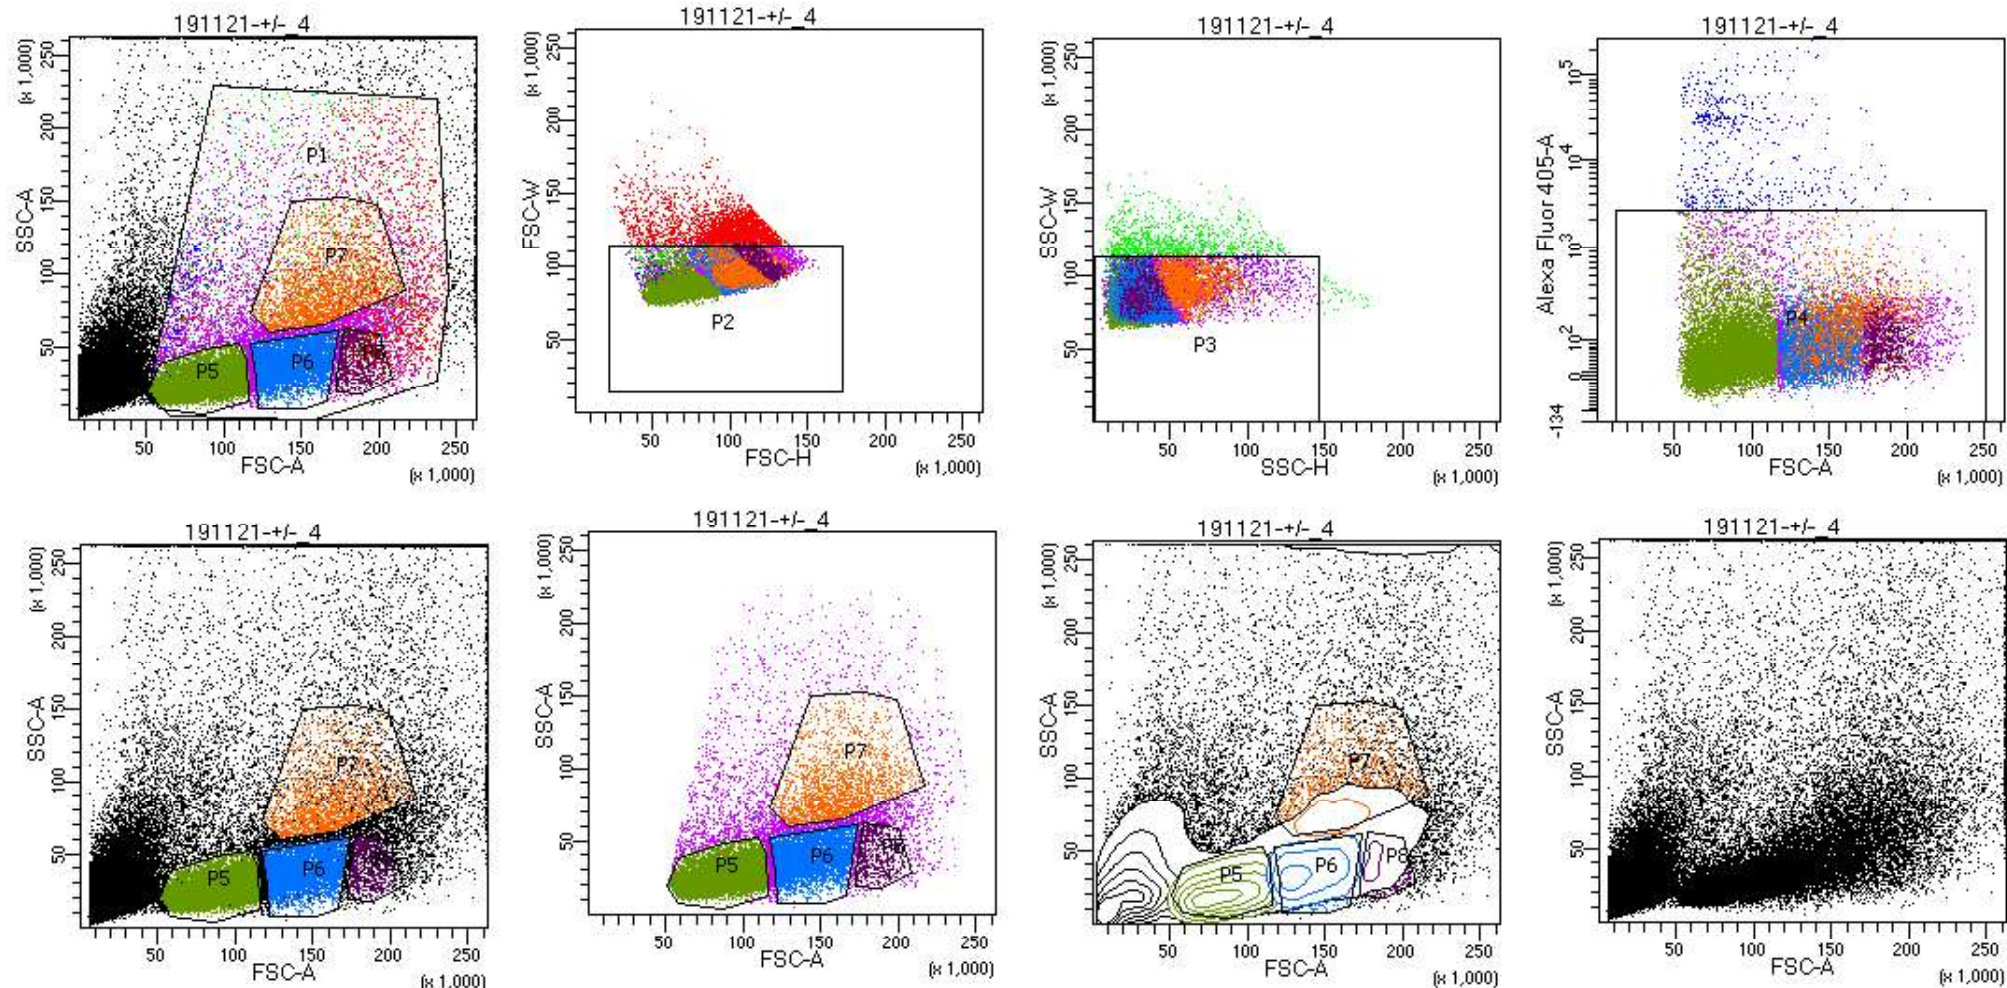 191121-+/-_4
(x 1,000)
SSC-A
50 100 150 200 250
P1
P7
P5
P6
50 100 150 200 250
FSC-A
(x 1,000)
191121-+/-_4
(x 1,000)
FSC-W
50 100 150 200 250
P2
50 100 150 200 250
FSC-H
(x 1,000)
191121-+/-_4
(x 1,000)
SSC-W
50 100 150 200 250
P3
50 100 150 200 250
SSC-H
(x 1,000)
191121-+/-_4
Alexa Fluor 405-A
-134 0 10^2 10^3 10^4 10^5
P4
50 100 150 200 250
FSC-A
(x 1,000)
191121-+/-_4
(x 1,000)
SSC-A
50 100 150 200 250
P7
P5
P6
50 100 150 200 250
FSC-A
(x 1,000)
191121-+/-_4
(x 1,000)
SSC-A
50 100 150 200 250
P7
P5
P6
50 100 150 200 250
FSC-A
(x 1,000)
191121-+/-_4
(x 1,000)
SSC-A
50 100 150 200 250
P7
P5
P6
P8
50 100 150 200 250
FSC-A
(x 1,000)
191121-+/-_4
(x 1,000)
SSC-A
50 100 150 200 250
50 100 150 200 250
FSC-A
(x 1,000)